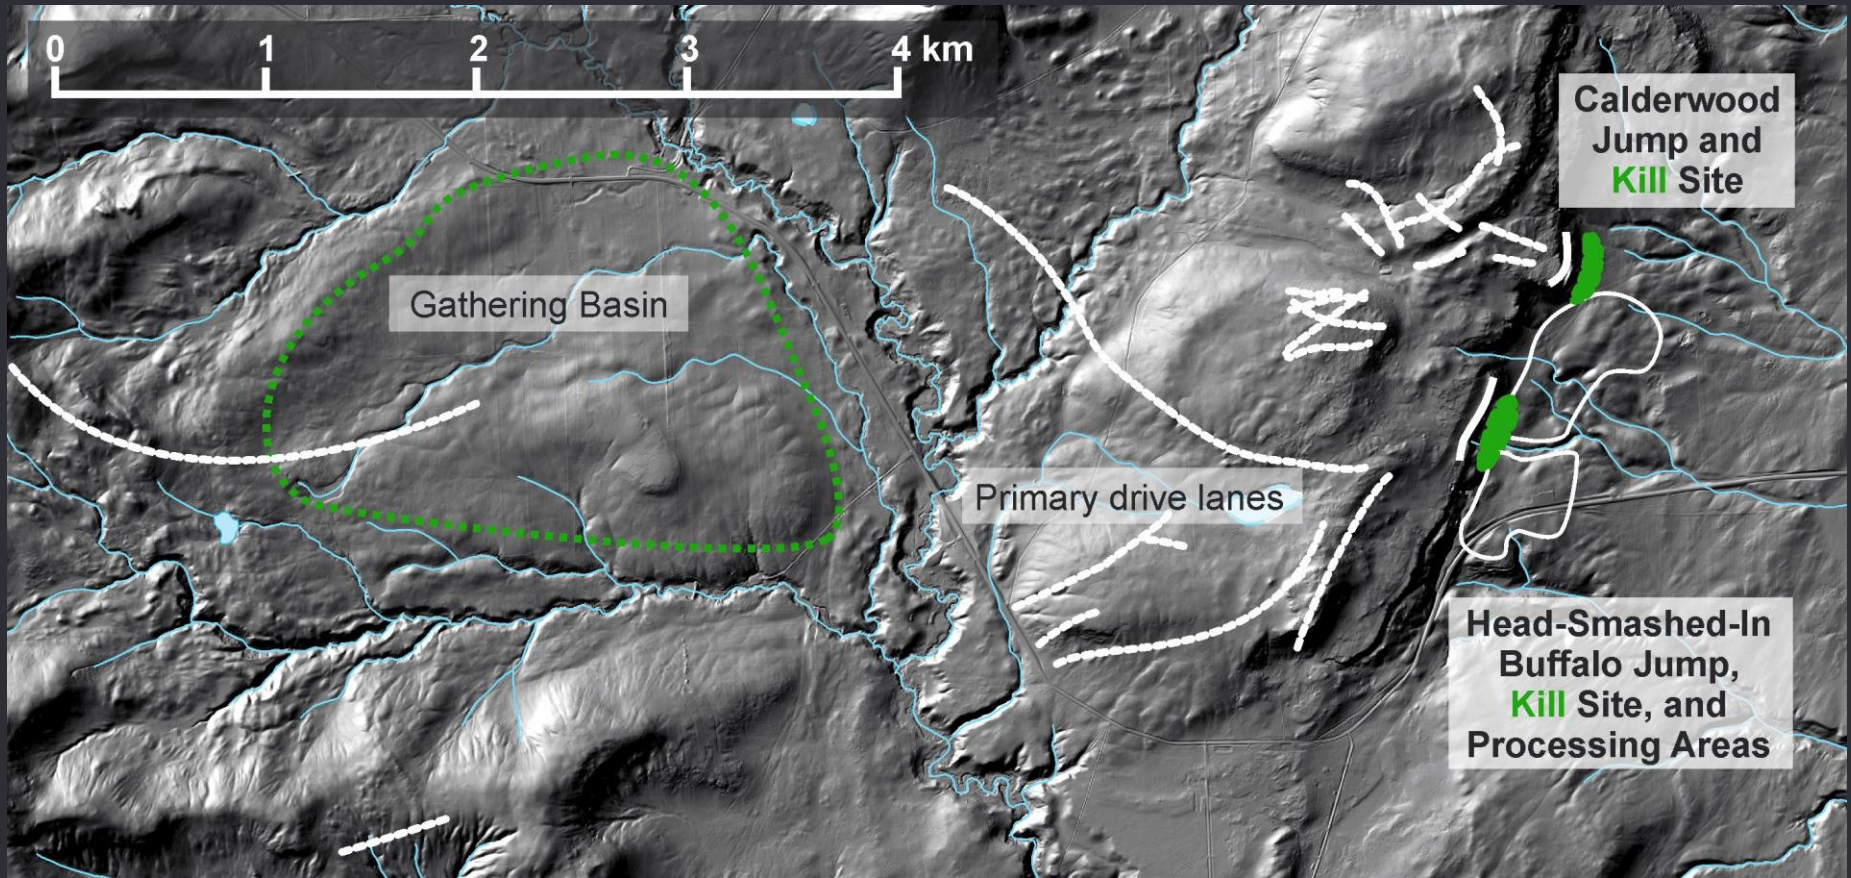 0 1 2 3 4 km
Calderwood
Jump and
Kill Site
Gathering Basin
Primary drive lanes
Head-Smashed-In
Buffalo Jump,
Kill Site, and
Processing Areas